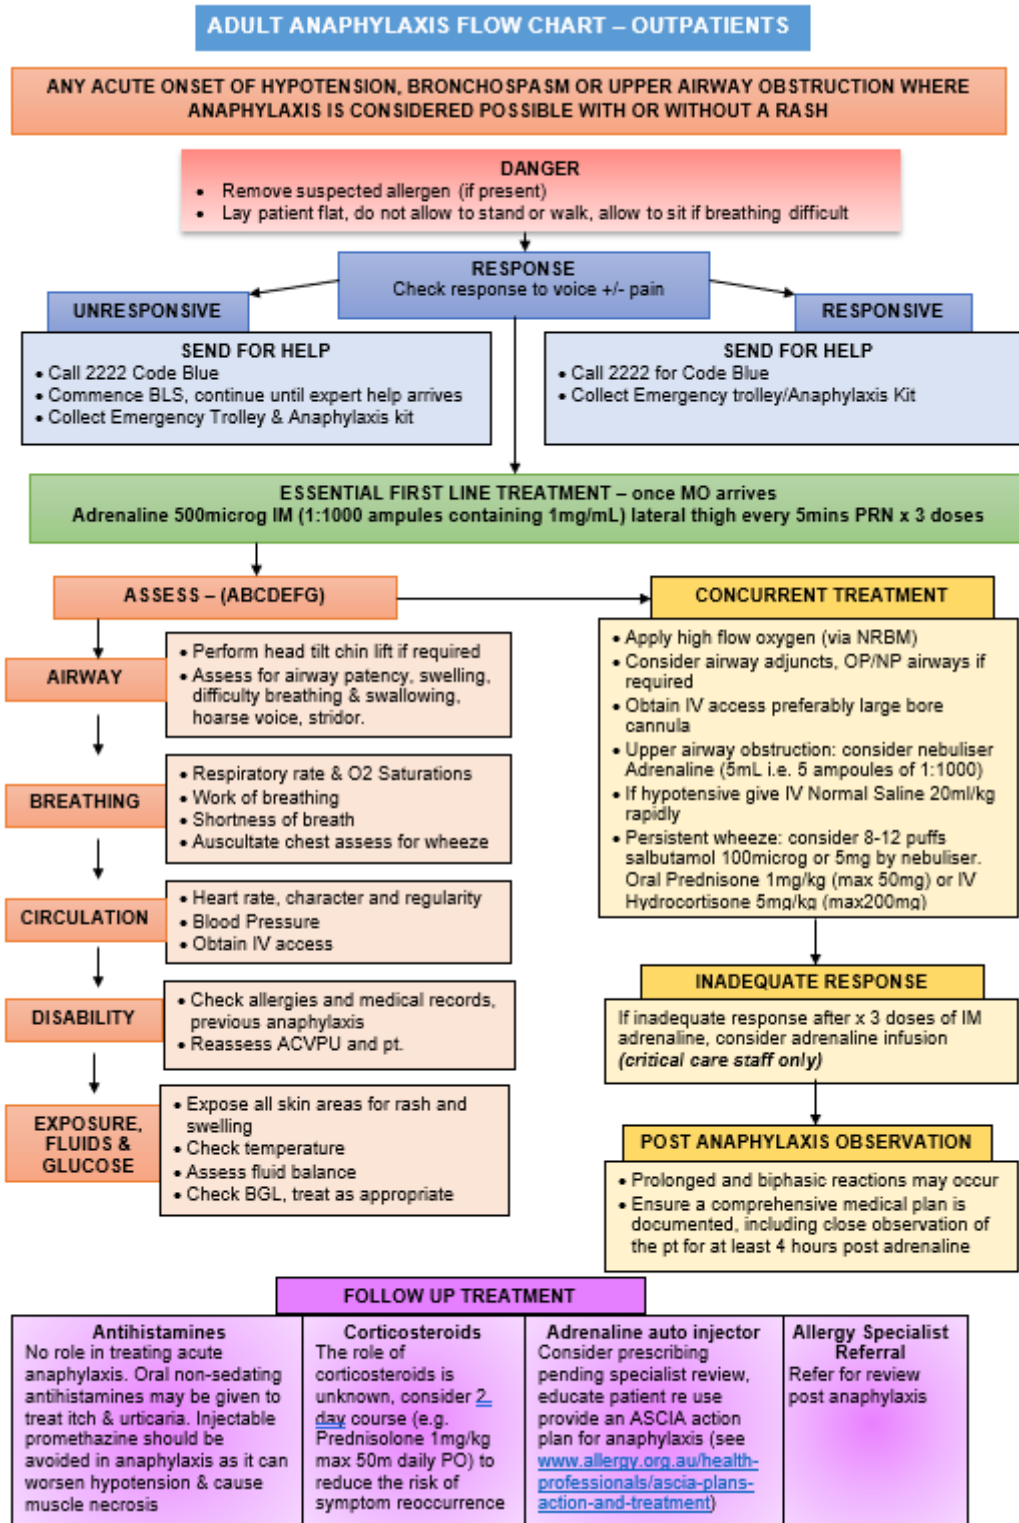 ADULT ANAPHYLAXIS FLOW CHART – OUTPATIENTS
ANY ACUTE ONSET OF HYPOTENSION, BRONCHOSPASM OR UPPER AIRWAY OBSTRUCTION WHERE
ANAPHYLAXIS IS CONSIDERED POSSIBLE WITH OR WITHOUT A RASH
DANGER
• Remove suspected allergen (if present)
• Lay patient flat, do not allow to stand or walk, allow to sit if breathing difficult
RESPONSE
Check response to voice +/- pain
UNRESPONSIVE
SEND FOR HELP
• Call 2222 Code Blue
• Commence BLS, continue until expert help arrives
• Collect Emergency Trolley & Anaphylaxis kit
RESPONSIVE
SEND FOR HELP
• Call 2222 for Code Blue
• Collect Emergency trolley/Anaphylaxis Kit
ESSENTIAL FIRST LINE TREATMENT – once MO arrives
Adrenaline 500microg IM (1:1000 ampules containing 1mg/mL) lateral thigh every 5mins PRN x 3 doses
ASSESS – (ABCDEFG)
AIRWAY
• Perform head tilt chin lift if required
• Assess for airway patency, swelling,
difficulty breathing & swallowing,
hoarse voice, stridor.
BREATHING
• Respiratory rate & O2 Saturations
• Work of breathing
• Shortness of breath
• Auscultate chest assess for wheeze
CIRCULATION
• Heart rate, character and regularity
• Blood Pressure
• Obtain IV access
DISABILITY
• Check allergies and medical records,
previous anaphylaxis
• Reassess ACVPU and pt.
EXPOSURE,
FLUIDS &
GLUCOSE
• Expose all skin areas for rash and
swelling
• Check temperature
• Assess fluid balance
• Check BGL, treat as appropriate
CONCURRENT TREATMENT
• Apply high flow oxygen (via NRBM)
• Consider airway adjuncts, OP/NP airways if
required
• Obtain IV access preferably large bore
cannula
• Upper airway obstruction: consider nebuliser
Adrenaline (5mL i.e. 5 ampoules of 1:1000)
• If hypotensive give IV Normal Saline 20ml/kg
rapidly
• Persistent wheeze: consider 8-12 puffs
salbutamol 100microg or 5mg by nebuliser.
Oral Prednisone 1mg/kg (max 50mg) or IV
Hydrocortisone 5mg/kg (max200mg)
INADEQUATE RESPONSE
If inadequate response after x 3 doses of IM
adrenaline, consider adrenaline infusion
(critical care staff only)
POST ANAPHYLAXIS OBSERVATION
• Prolonged and biphasic reactions may occur
• Ensure a comprehensive medical plan is
documented, including close observation of
the pt for at least 4 hours post adrenaline
FOLLOW UP TREATMENT
Antihistamines
No role in treating acute
anaphylaxis. Oral non-sedating
antihistamines may be given to
treat itch & urticaria. Injectable
promethazine should be
avoided in anaphylaxis as it can
worsen hypotension & cause
muscle necrosis
Corticosteroids
The role of
corticosteroids is
unknown, consider 2
day course (e.g.
Prednisolone 1mg/kg
max 50m daily PO) to
reduce the risk of
symptom reoccurrence
Adrenaline auto injector
Consider prescribing
pending specialist review,
educate patient re use
provide an ASCIA action
plan for anaphylaxis (see
www.allergy.org.au/health-
professionals/ascia-plans-
action-and-treatment)
Allergy Specialist
Referral
Refer for review
post anaphylaxis